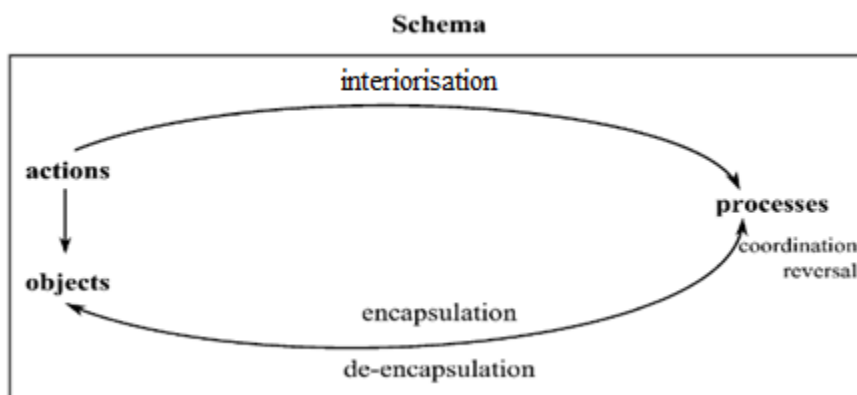 Schema
interiorisation
actions
processes
coordination
reversal
objects
encapsulation
de-encapsulation